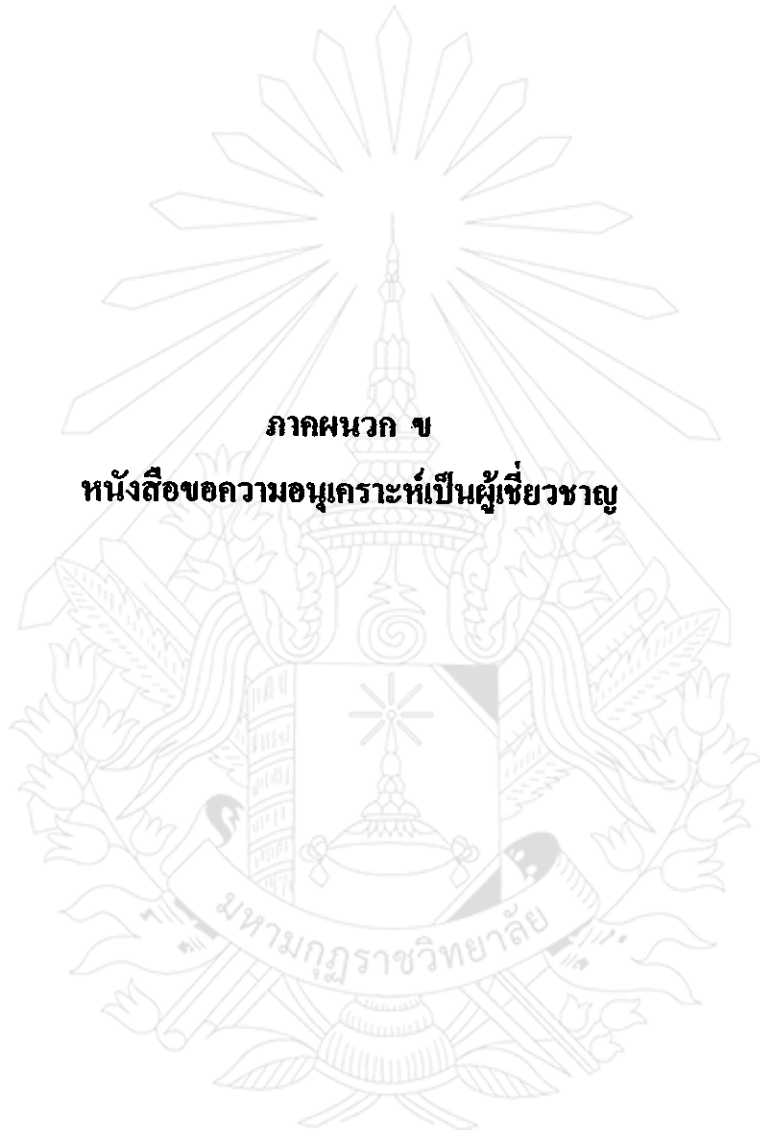 ภาคผนวก ข
หนังสือขอความอนุเคราะห์เป็นผู้เชี่ยวชาญ
มหามกุฏราชวิทยาลัย